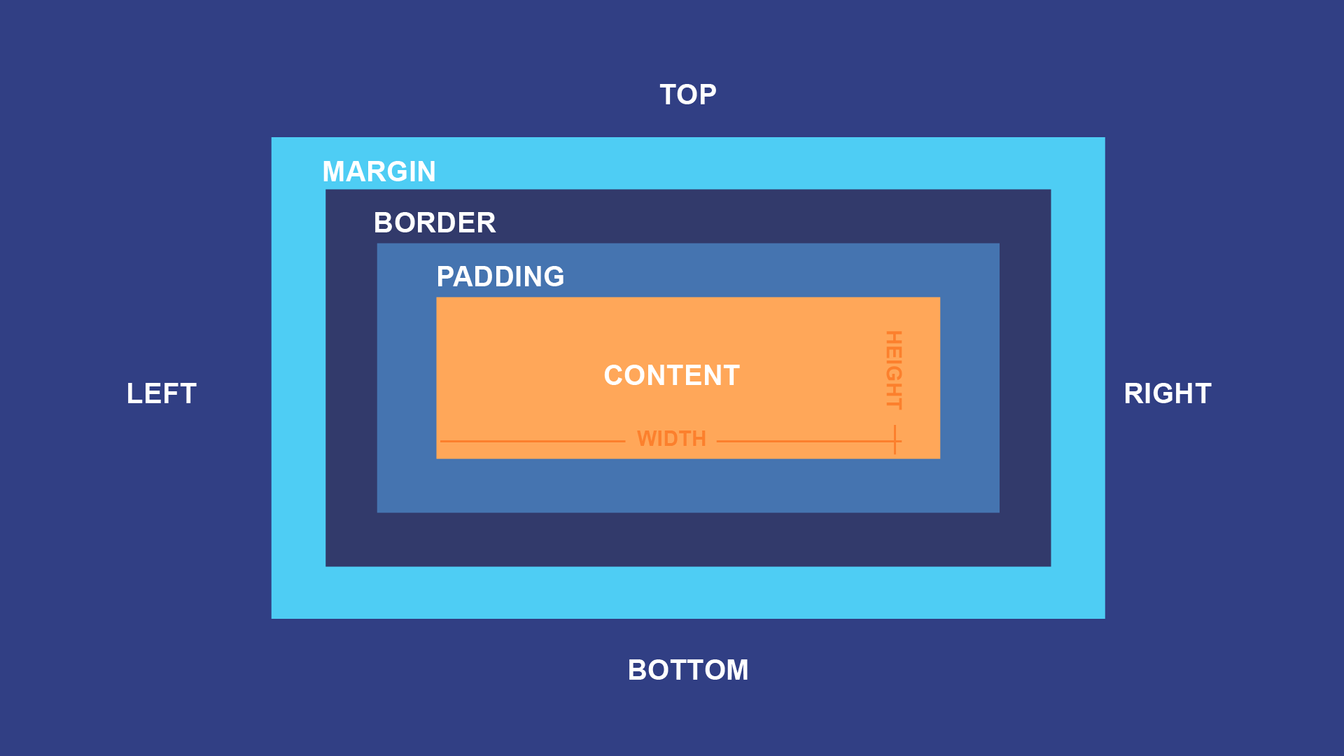 TOP
MARGIN
BORDER
PADDING
HEIGHT
CONTENT
LEFT
RIGHT
WIDTH
BOTTOM